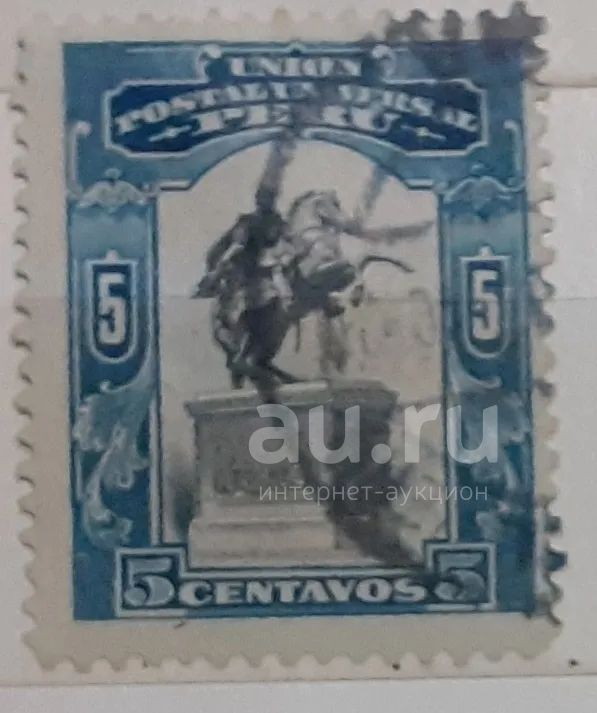 UNION
POSTAL UNIVERSAL
PERU
5 5
au.ru
интернет-аукцион
5 CENTAVOS 5